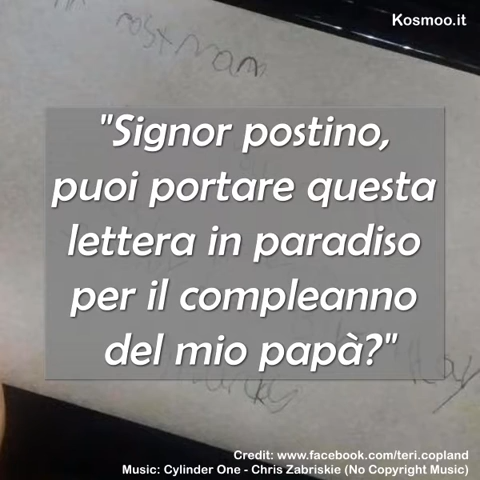 Kosmoo.it
"Signor postino,
puoi portare questa
lettera in paradiso
per il compleanno
del mio papà?"
Credit: www.facebook.com/teri.copland
Music: Cylinder One - Chris Zabriskie (No Copyright Music)